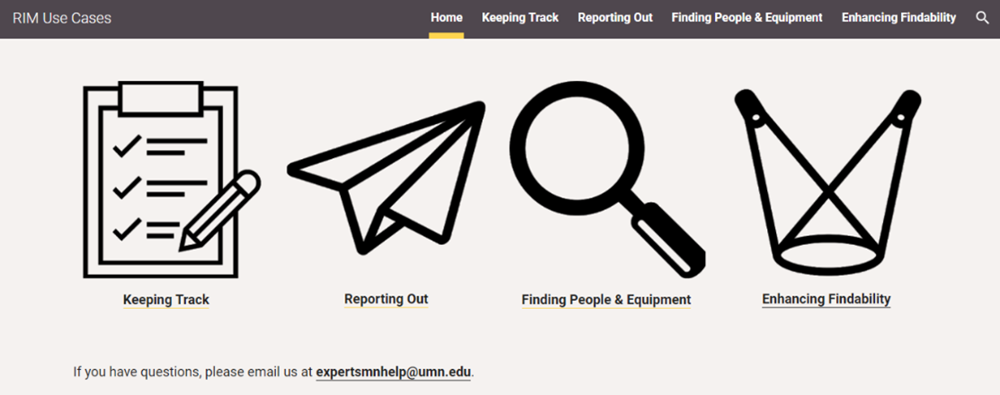 RIM Use Cases
Home Keeping Track Reporting Out Finding People & Equipment Enhancing Findability
Keeping Track
Reporting Out
Finding People & Equipment
Enhancing Findability
If you have questions, please email us at expertsmnhelp@umn.edu.